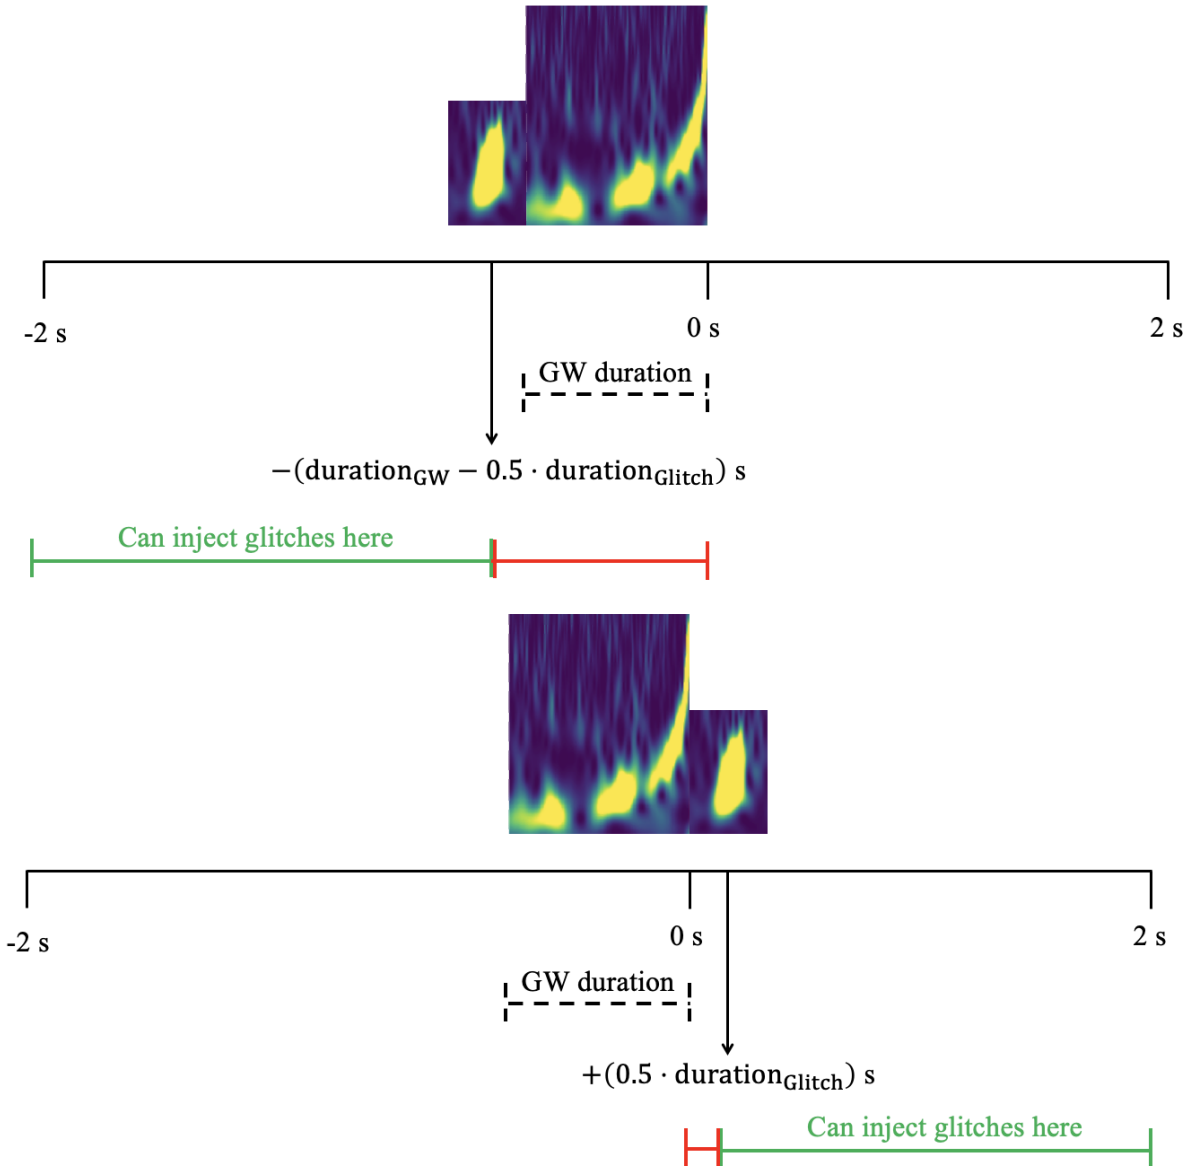 -2 s
0 s
2 s
GW duration
−(duration_GW − 0.5 · duration_Glitch) s
Can inject glitches here
-2 s
0 s
2 s
GW duration
+(0.5 · duration_Glitch) s
Can inject glitches here